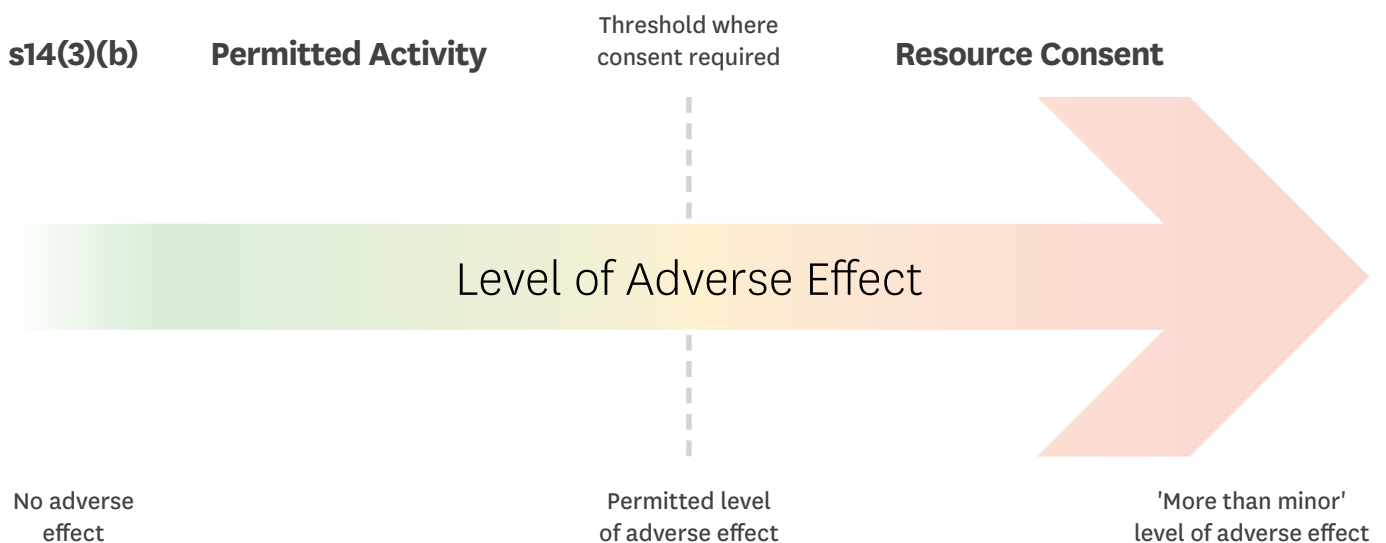 s14(3)(b)
Permitted Activity
Threshold where
consent required
Resource Consent
Level of Adverse Effect
No adverse
effect
Permitted level
of adverse effect
'More than minor'
level of adverse effect